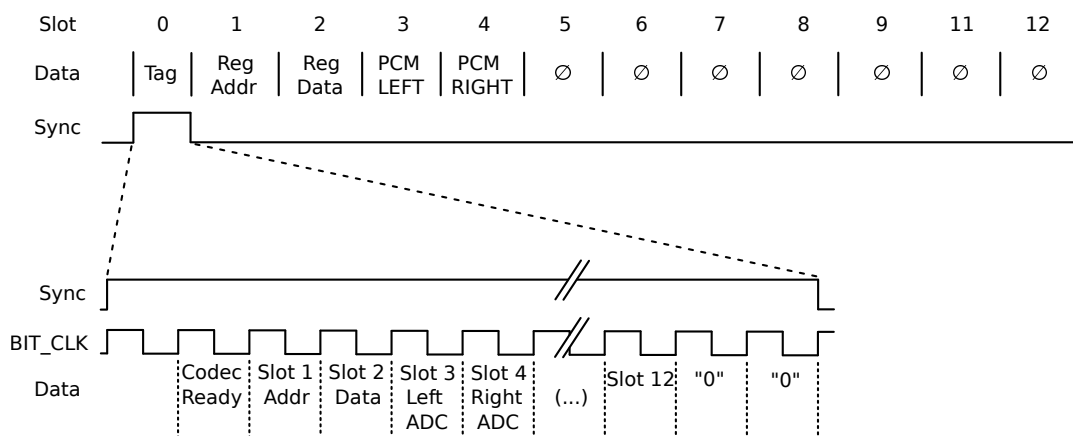 Slot 0 1 2 3 4 5 6 7 8 9 11 12
Data Tag Reg Addr Reg Data PCM LEFT PCM RIGHT ∅ ∅ ∅ ∅ ∅ ∅ ∅
Sync
Sync
BIT_CLK
Data Codec Ready Slot 1 Addr Slot 2 Data Slot 3 Left ADC Slot 4 Right ADC (...) Slot 12 "0" "0"